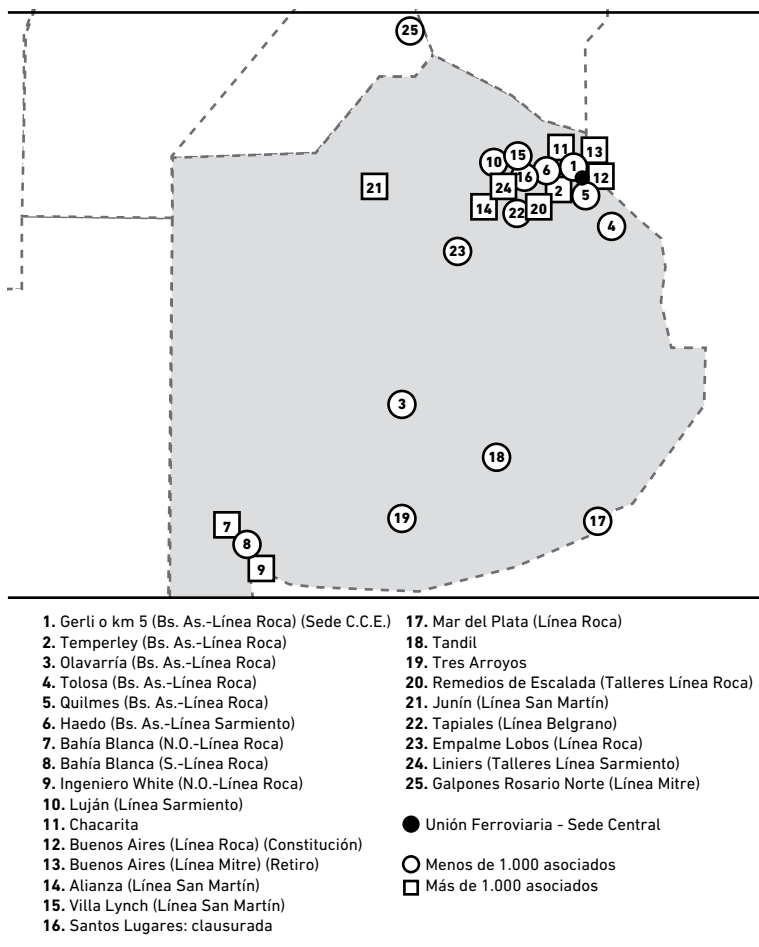 25
11
13
15
10
1
6
16
12
24
2
21
5
14
22
20
4
23
3
18
19
17
7
8
9
1. Gerli o km 5 (Bs. As.-Línea Roca) (Sede C.C.E.)
2. Temperley (Bs. As.-Línea Roca)
3. Olavarría (Bs. As.-Línea Roca)
4. Tolosa (Bs. As.-Línea Roca)
5. Quilmes (Bs. As.-Línea Roca)
6. Haedo (Bs. As.-Línea Sarmiento)
7. Bahía Blanca (N.O.-Línea Roca)
8. Bahía Blanca (S.-Línea Roca)
9. Ingeniero White (N.O.-Línea Roca)
10. Luján (Línea Sarmiento)
11. Chacarita
12. Buenos Aires (Línea Roca) (Constitución)
13. Buenos Aires (Línea Mitre) (Retiro)
14. Alianza (Línea San Martín)
15. Villa Lynch (Línea San Martín)
16. Santos Lugares: clausurada
17. Mar del Plata (Línea Roca)
18. Tandil
19. Tres Arroyos
20. Remedios de Escalada (Talleres Línea Roca)
21. Junín (Línea San Martín)
22. Tapiales (Línea Belgrano)
23. Empalme Lobos (Línea Roca)
24. Liniers (Talleres Línea Sarmiento)
25. Galpones Rosario Norte (Línea Mitre)
Unión Ferroviaria - Sede Central
Menos de 1.000 asociados
Más de 1.000 asociados